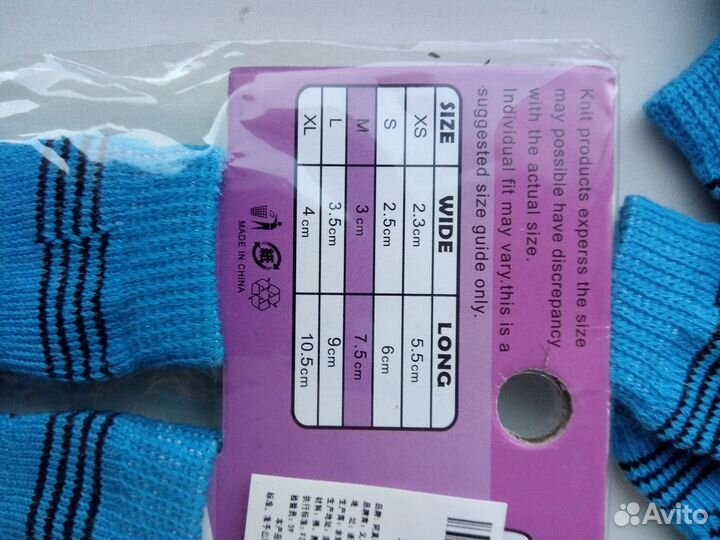 Knit products experss the size
may possible have discrepancy
with the actual size.
Individual fit may vary.this is a
suggested size guide only.
SIZE WIDE LONG
XS 2.3cm 5.5cm
S 2.5cm 6cm
M 3cm 7.5cm
L 3.5cm 9cm
XL 4cm 10.5cm
MADE IN CHINA
纸
Avito